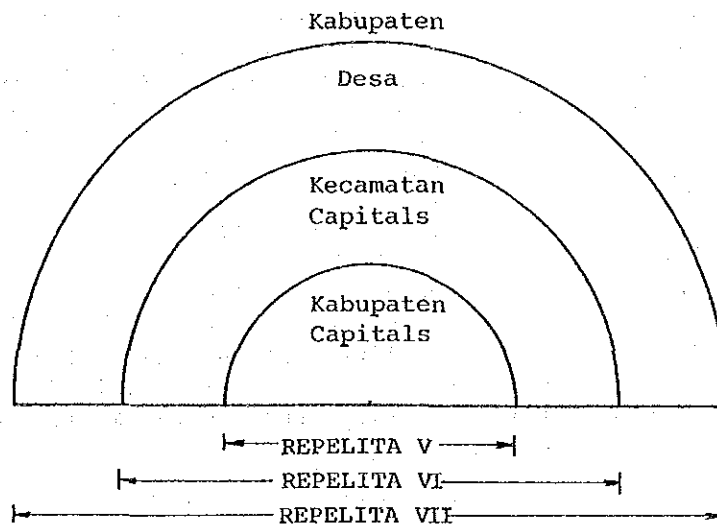 Kabupaten
Desa
Kecamatan
Capitals
Kabupaten
Capitals
REPELITA V
REPELITA VI
REPELITA VII